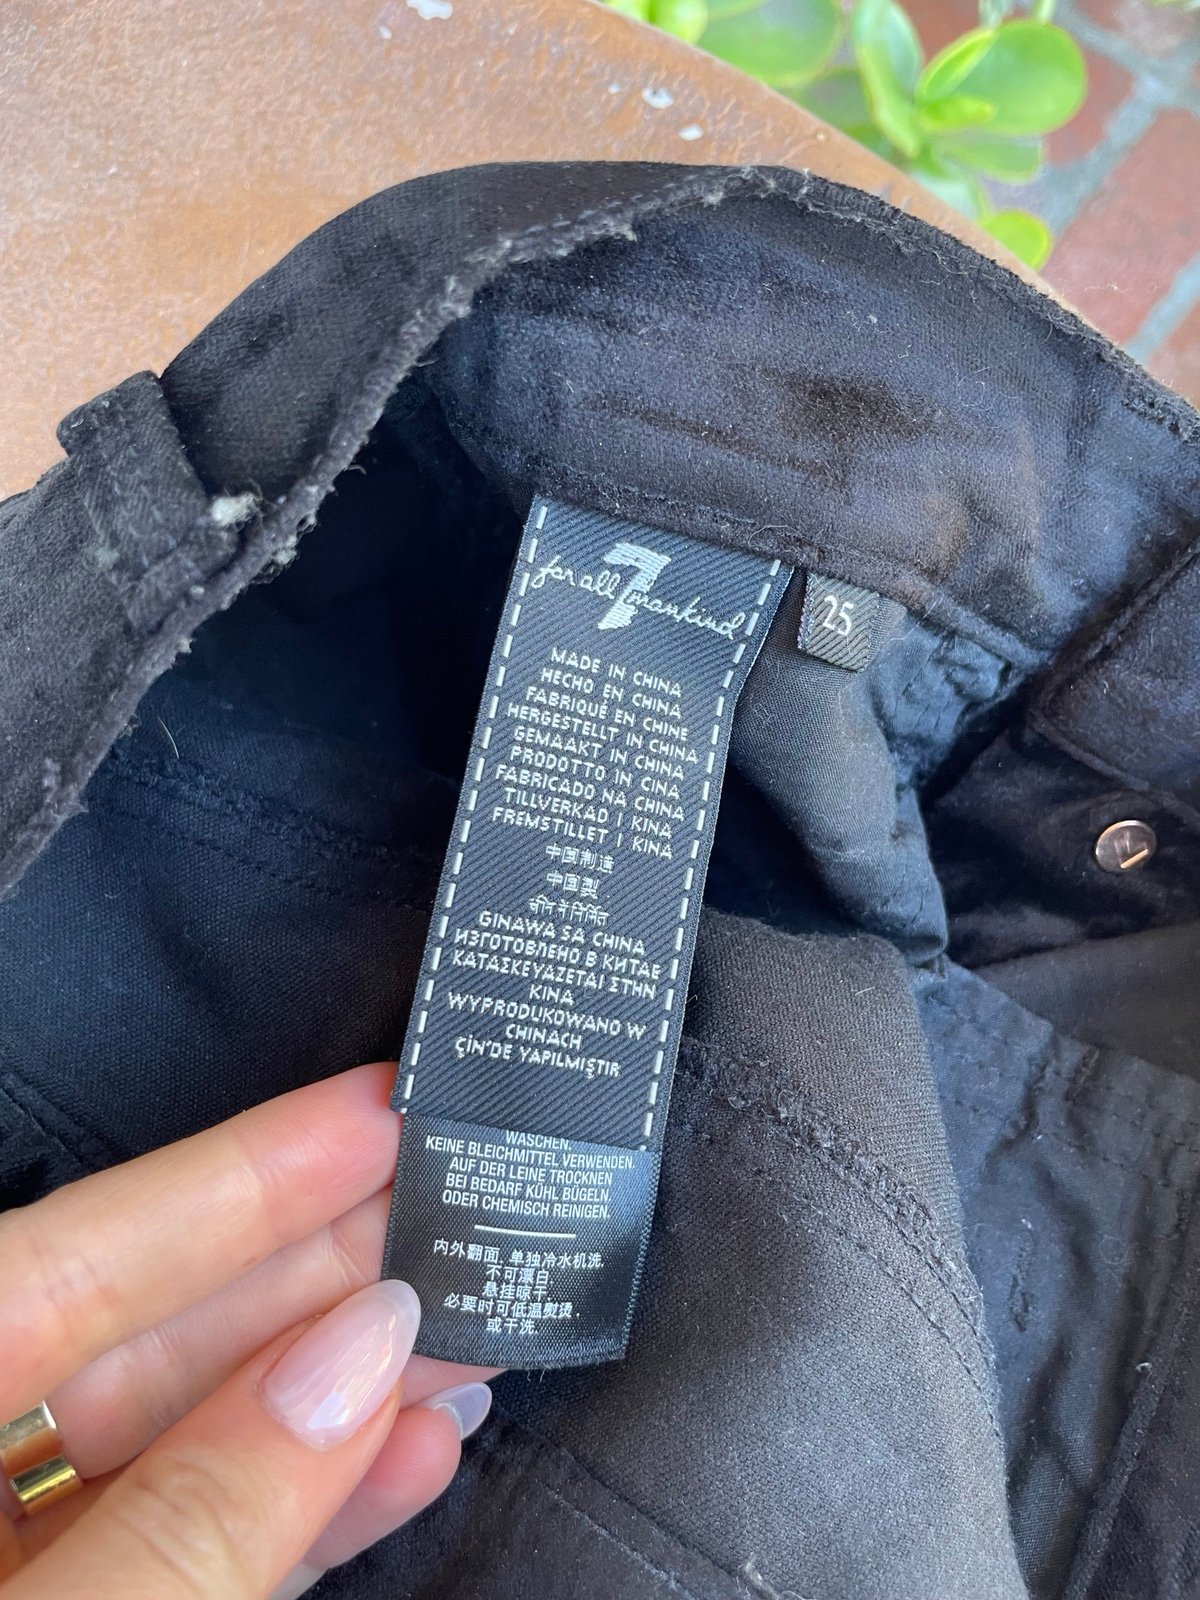 for all 7 mankind
25
MADE IN CHINA
HECHO EN CHINA
FABRIQUÉ EN CHINE
HERGESTELLT IN CHINA
GEMAAKT IN CHINA
PRODOTTO IN CINA
FABRICADO NA CHINA
TILLVERKAD I KINA
FREMSTILLET I KINA
中国制造
中国製
GINAWA SA CHINA
ИЗГОТОВЛЕНО В КИТАЕ
ΚΑΤΑΣΚΕΥΑΖΕΤΑΙ ΣΤΗΝ
ΚΙΝΑ
WYPRODUKOWANO W
CHINACH
ÇİN'DE YAPILMIŞTIR
WASCHEN.
KEINE BLEICHMITTEL VERWENDEN.
AUF DER LEINE TROCKNEN
BEI BEDARF KÜHL BÜGELN.
ODER CHEMISCH REINIGEN.
内外翻面, 单独冷水机洗.
不可漂白
悬挂晾干.
必要时可低温熨烫.
或干洗.